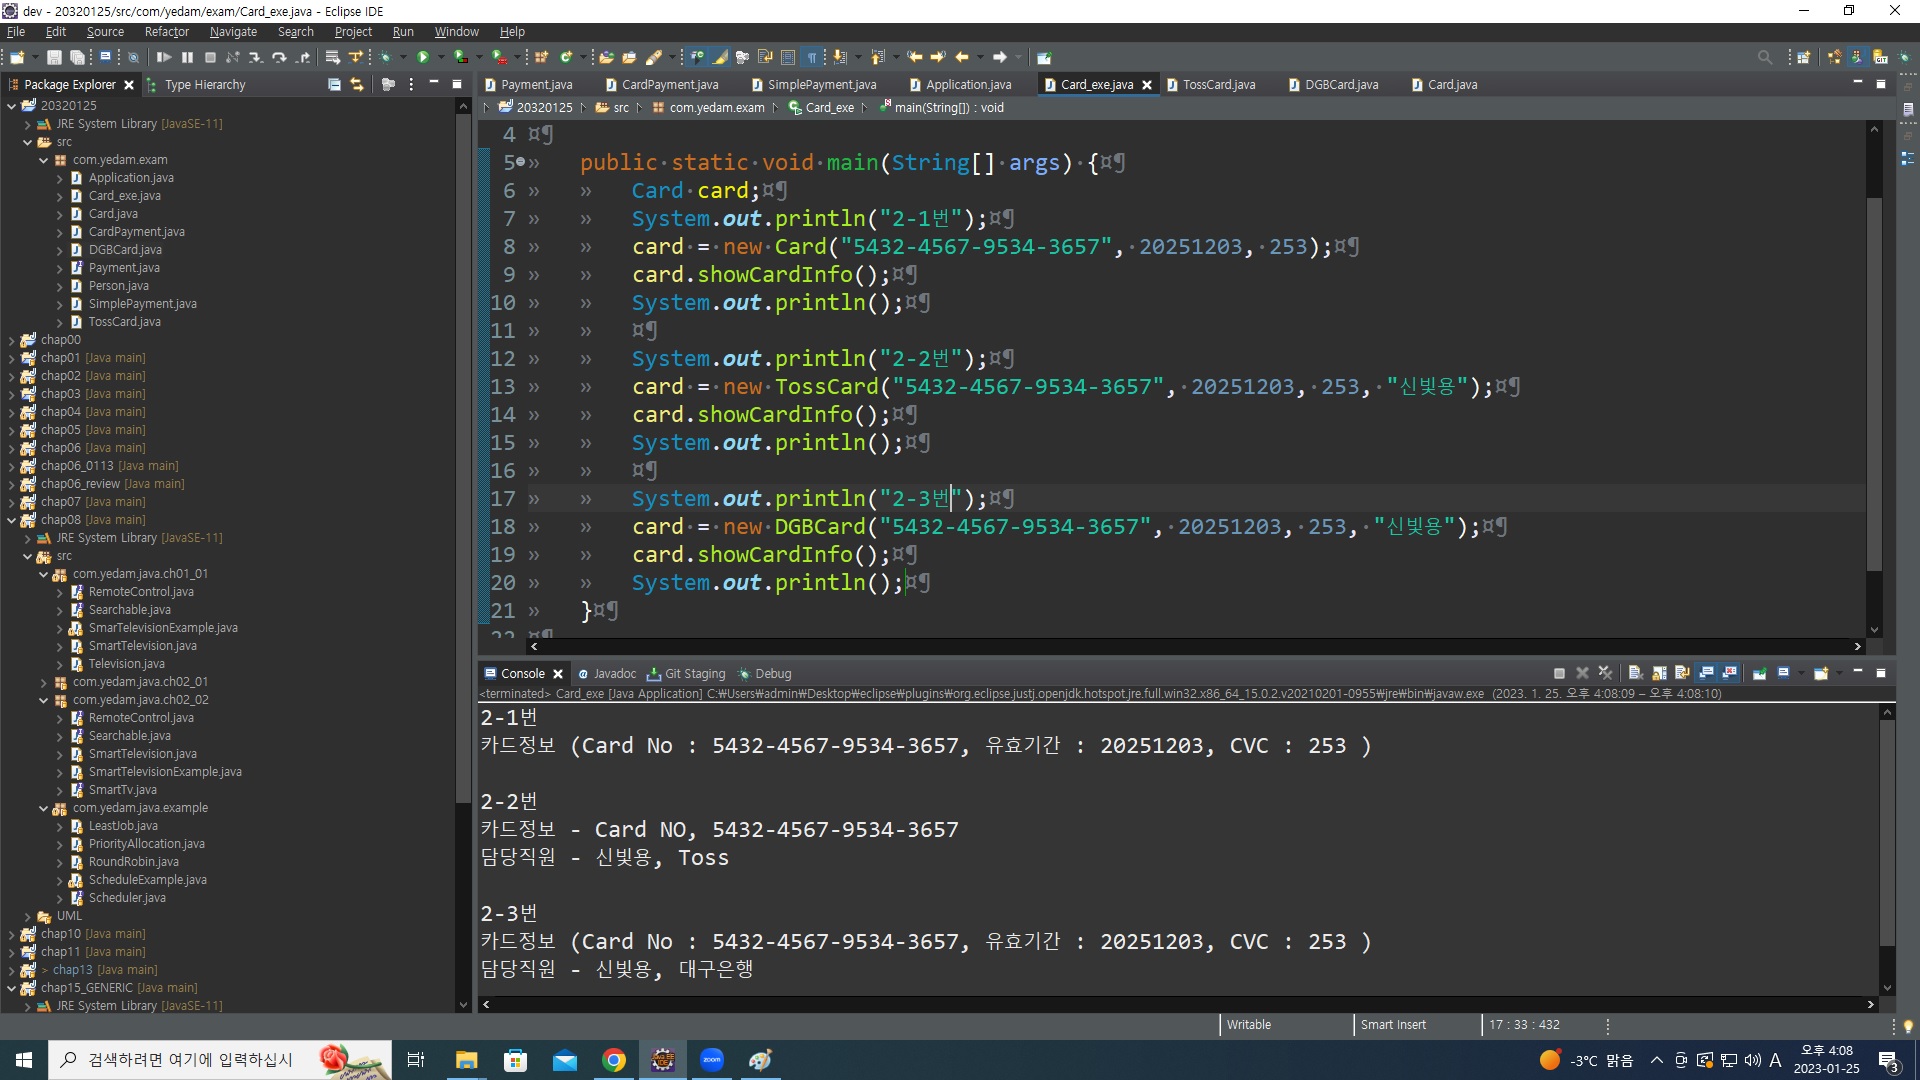 dev - 20320125/src/com/yedam/exam/Card_exe.java - Eclipse IDE
File Edit Source Refactor Navigate Search Project Run Window Help
Package Explorer Type Hierarchy
20320125
JRE System Library [JavaSE-11]
src
com.yedam.exam
Application.java
Card_exe.java
Card.java
CardPayment.java
DGBCard.java
Payment.java
Person.java
SimplePayment.java
TossCard.java
chap00
chap01 [Java main]
chap02 [Java main]
chap03 [Java main]
chap04 [Java main]
chap05 [Java main]
chap06 [Java main]
chap06_0113 [Java main]
chap06_review [Java main]
chap07 [Java main]
chap08 [Java main]
JRE System Library [JavaSE-11]
src
com.yedam.java.ch01_01
RemoteControl.java
Searchable.java
SmarTelevisionExample.java
SmartTelevision.java
Television.java
com.yedam.java.ch02_01
com.yedam.java.ch02_02
RemoteControl.java
Searchable.java
SmartTelevision.java
SmartTelevisionExample.java
SmartTv.java
com.yedam.java.example
LeastJob.java
PriorityAllocation.java
RoundRobin.java
ScheduleExample.java
Scheduler.java
UML
chap10 [Java main]
chap11 [Java main]
> chap13 [Java main]
chap15_GENERIC [Java main]
JRE System Library [JavaSE-11]
Payment.java CardPayment.java SimplePayment.java Application.java Card_exe.java TossCard.java DGBCard.java Card.java
20320125 src com.yedam.exam Card_exe main(String[]) : void
4 ¤¶
5 » public·static·void·main(String[]·args)·{¤¶
6 » » Card·card;¤¶
7 » » System.out.println("2-1번");¤¶
8 » » card·=·new·Card("5432-4567-9534-3657",·20251203,·253);¤¶
9 » » card.showCardInfo();¤¶
10 » » System.out.println();¤¶
11 » » ¤¶
12 » » System.out.println("2-2번");¤¶
13 » » card·=·new·TossCard("5432-4567-9534-3657",·20251203,·253,·"신빛용");¤¶
14 » » card.showCardInfo();¤¶
15 » » System.out.println();¤¶
16 » » ¤¶
17 » » System.out.println("2-3번");¤¶
18 » » card·=·new·DGBCard("5432-4567-9534-3657",·20251203,·253,·"신빛용");¤¶
19 » » card.showCardInfo();¤¶
20 » » System.out.println();¤¶
21 » }¤¶
22 ¤¶
Console Javadoc Git Staging Debug
<terminated> Card_exe [Java Application] C:₩Users₩admin₩Desktop₩eclipse₩plugins₩org.eclipse.justj.openjdk.hotspot.jre.full.win32.x86_64_15.0.2.v20210201-0955₩jre₩bin₩javaw.exe (2023. 1. 25. 오후 4:08:09 – 오후 4:08:10)
2-1번
카드정보 (Card No : 5432-4567-9534-3657, 유효기간 : 20251203, CVC : 253 )
2-2번
카드정보 - Card NO, 5432-4567-9534-3657
담당직원 - 신빛용, Toss
2-3번
카드정보 (Card No : 5432-4567-9534-3657, 유효기간 : 20251203, CVC : 253 )
담당직원 - 신빛용, 대구은행
Writable Smart Insert 17 : 33 : 432
검색하려면 여기에 입력하십시
zoom
-3°C 맑음 A 오후 4:08
2023-01-25
3